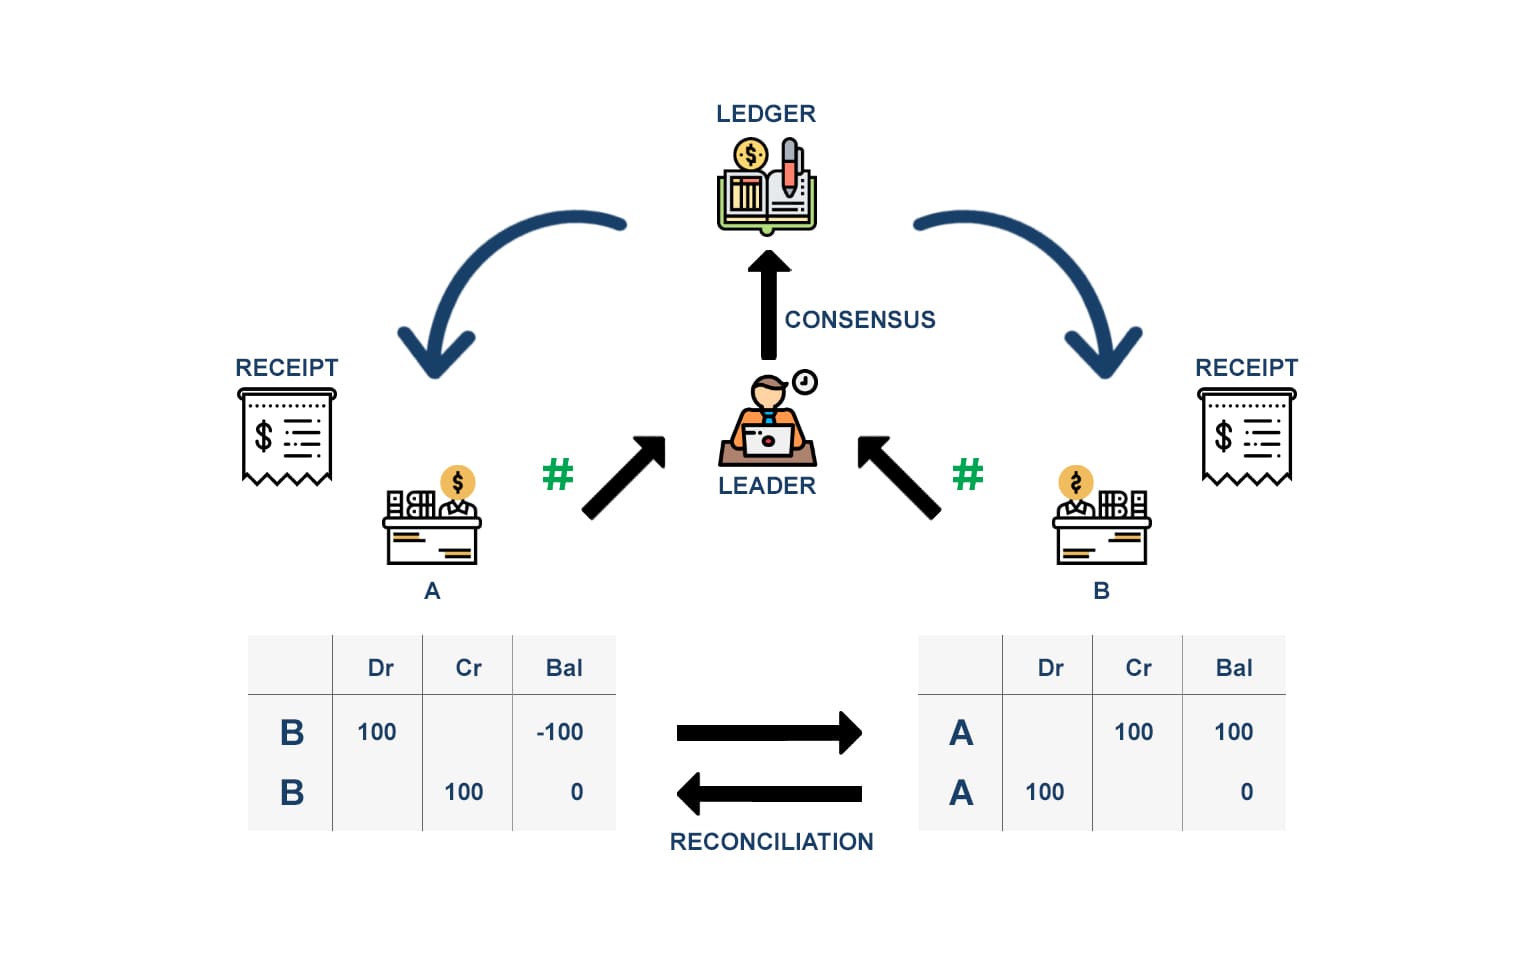 LEDGER
CONSENSUS
RECEIPT
RECEIPT
$
$
$
#
#
LEADER
A
B
Dr Cr Bal
B 100 -100
B 100 0
Dr Cr Bal
A 100 100
A 100 0
RECONCILIATION